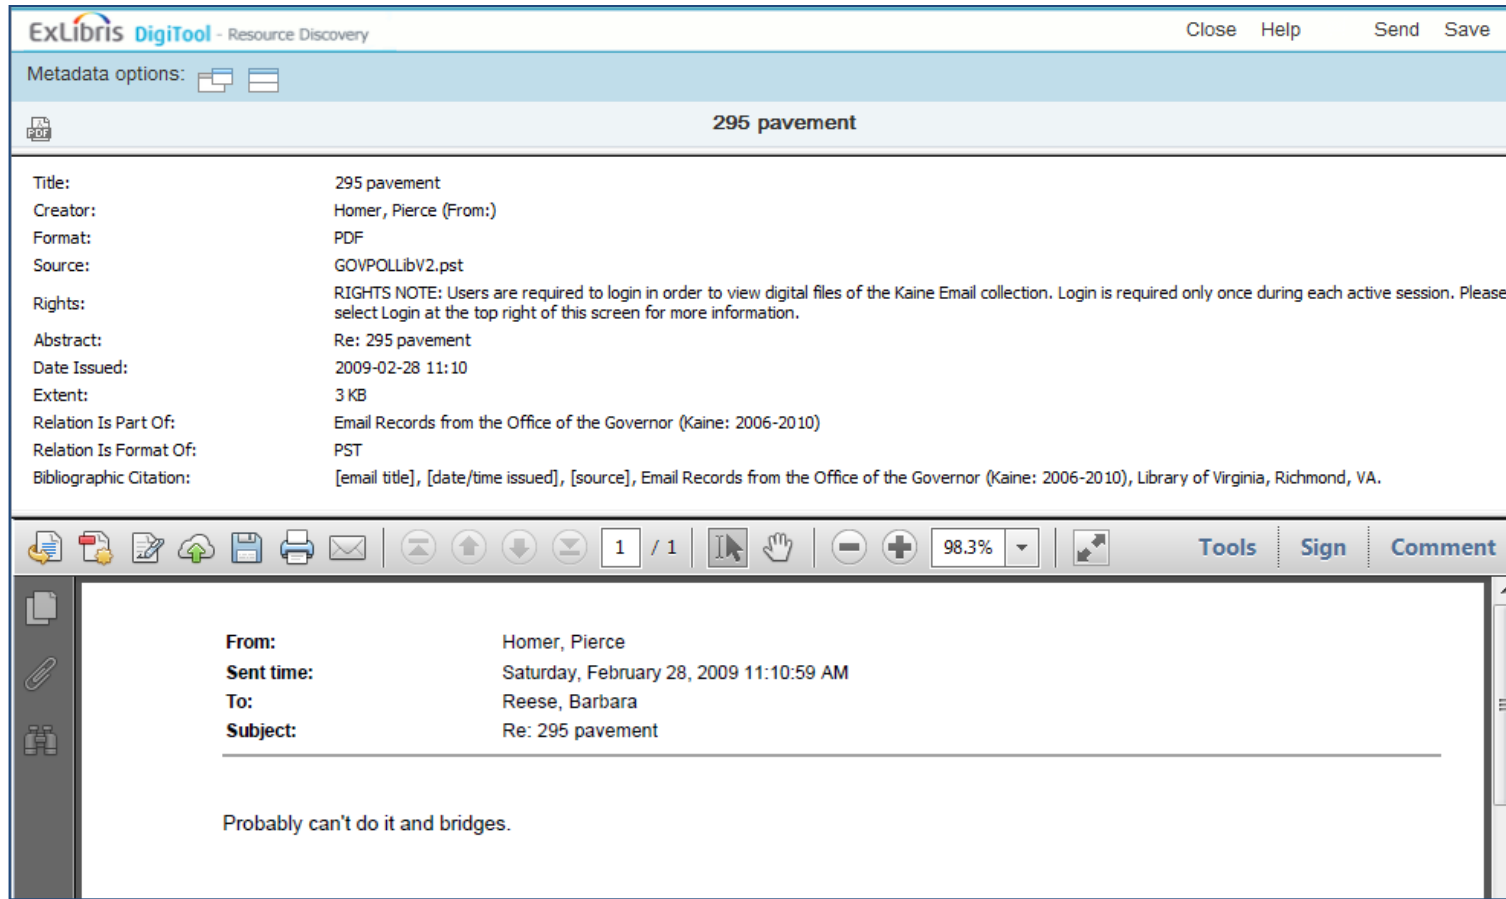 ExLibris DigiTool - Resource Discovery
Close Help Send Save
Metadata options:
PDF
295 pavement
Title: 295 pavement
Creator: Homer, Pierce (From:)
Format: PDF
Source: GOVPOLLibV2.pst
Rights: RIGHTS NOTE: Users are required to login in order to view digital files of the Kaine Email collection. Login is required only once during each active session. Please
select Login at the top right of this screen for more information.
Abstract: Re: 295 pavement
Date Issued: 2009-02-28 11:10
Extent: 3 KB
Relation Is Part Of: Email Records from the Office of the Governor (Kaine: 2006-2010)
Relation Is Format Of: PST
Bibliographic Citation: [email title], [date/time issued], [source], Email Records from the Office of the Governor (Kaine: 2006-2010), Library of Virginia, Richmond, VA.
1 / 1 98.3% Tools Sign Comment
From: Homer, Pierce
Sent time: Saturday, February 28, 2009 11:10:59 AM
To: Reese, Barbara
Subject: Re: 295 pavement
Probably can't do it and bridges.